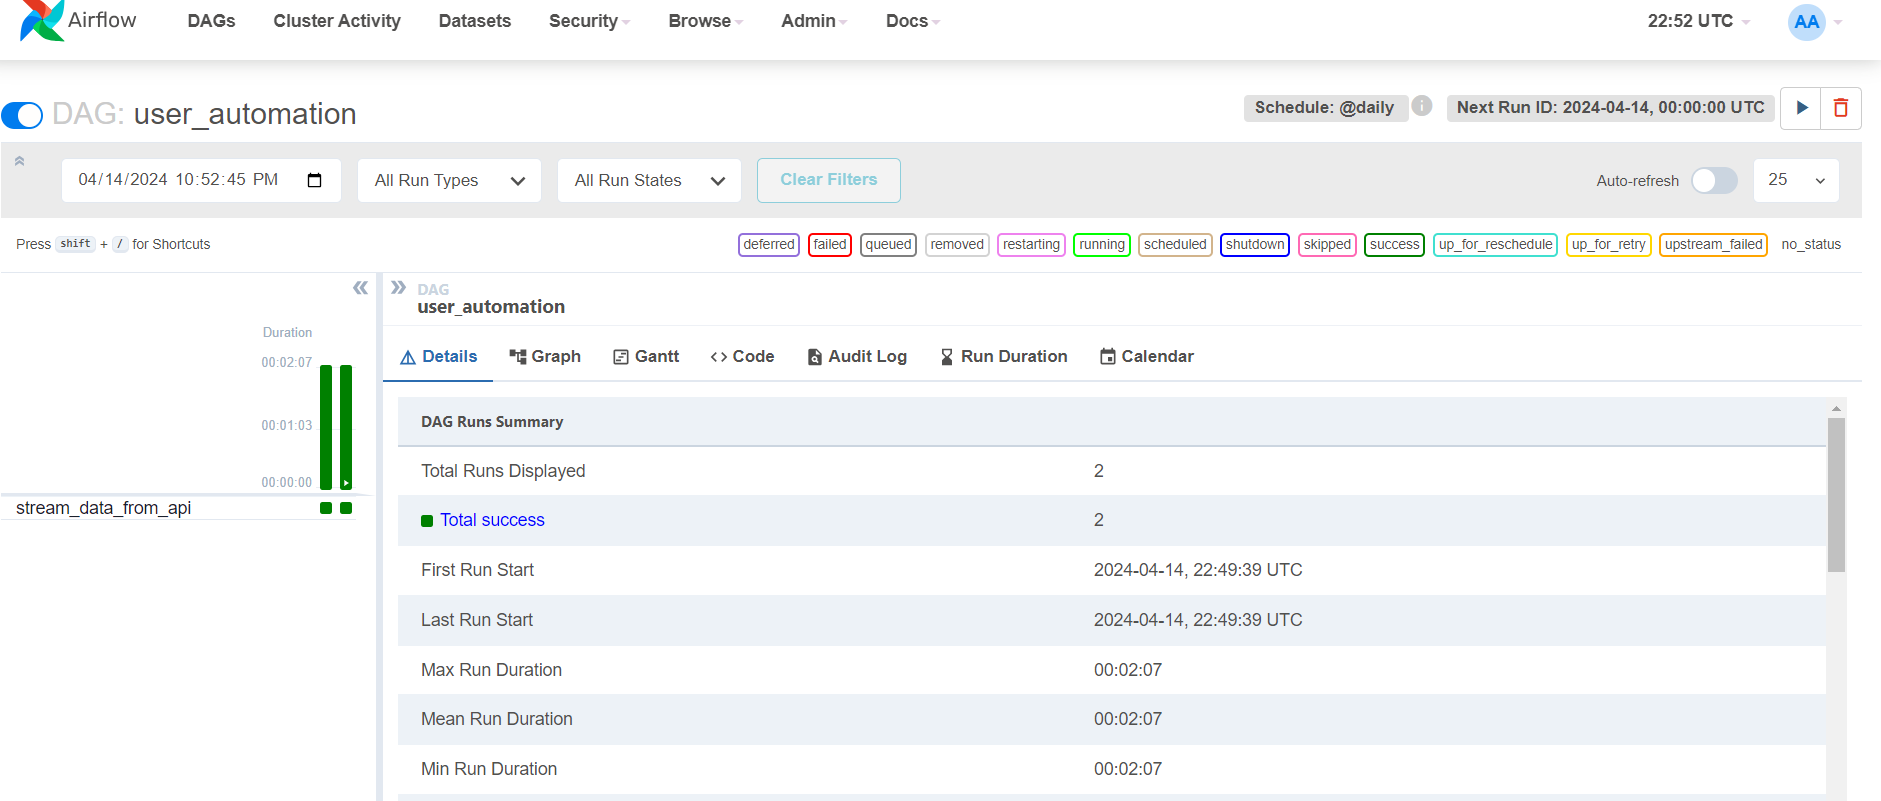 Airflow DAGs Cluster Activity Datasets Security Browse Admin Docs 22:52 UTC AA
DAG: user_automation Schedule: @daily i Next Run ID: 2024-04-14, 00:00:00 UTC
04/14/2024 10:52:45 PM All Run Types All Run States Clear Filters Auto-refresh 25
Press shift + / for Shortcuts deferred failed queued removed restarting running scheduled shutdown skipped success up_for_reschedule up_for_retry upstream_failed no_status
DAG
user_automation
Duration
00:02:07
00:01:03
00:00:00
stream_data_from_api
Details Graph Gantt Code Audit Log Run Duration Calendar
DAG Runs Summary
Total Runs Displayed 2
Total success 2
First Run Start 2024-04-14, 22:49:39 UTC
Last Run Start 2024-04-14, 22:49:39 UTC
Max Run Duration 00:02:07
Mean Run Duration 00:02:07
Min Run Duration 00:02:07